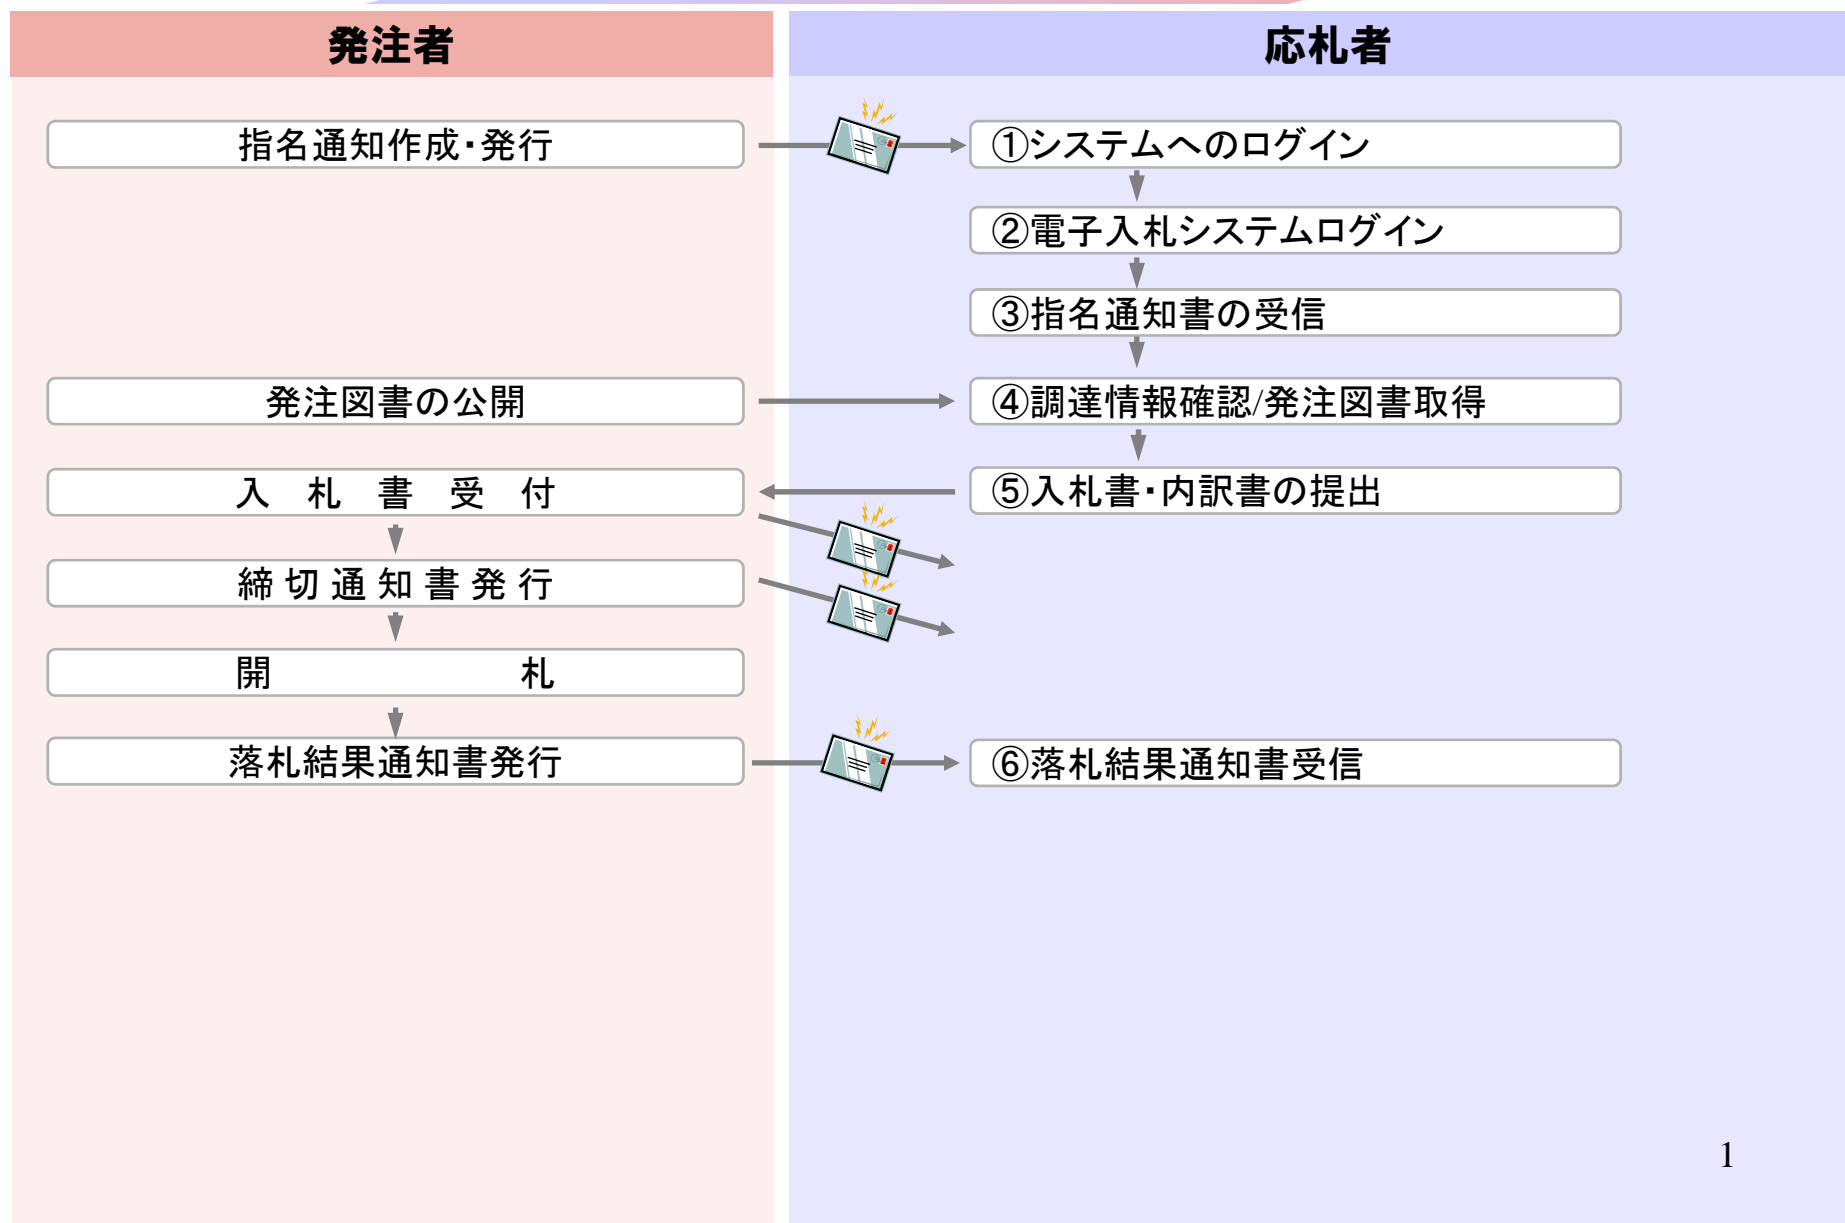 発注者
応札者
指名通知作成・発行
①システムへのログイン
②電子入札システムログイン
③指名通知書の受信
発注図書の公開
④調達情報確認/発注図書取得
入　札　書　受　付
⑤入札書・内訳書の提出
締 切 通 知 書 発 行
開　　　　　　　札
落札結果通知書発行
⑥落札結果通知書受信
1